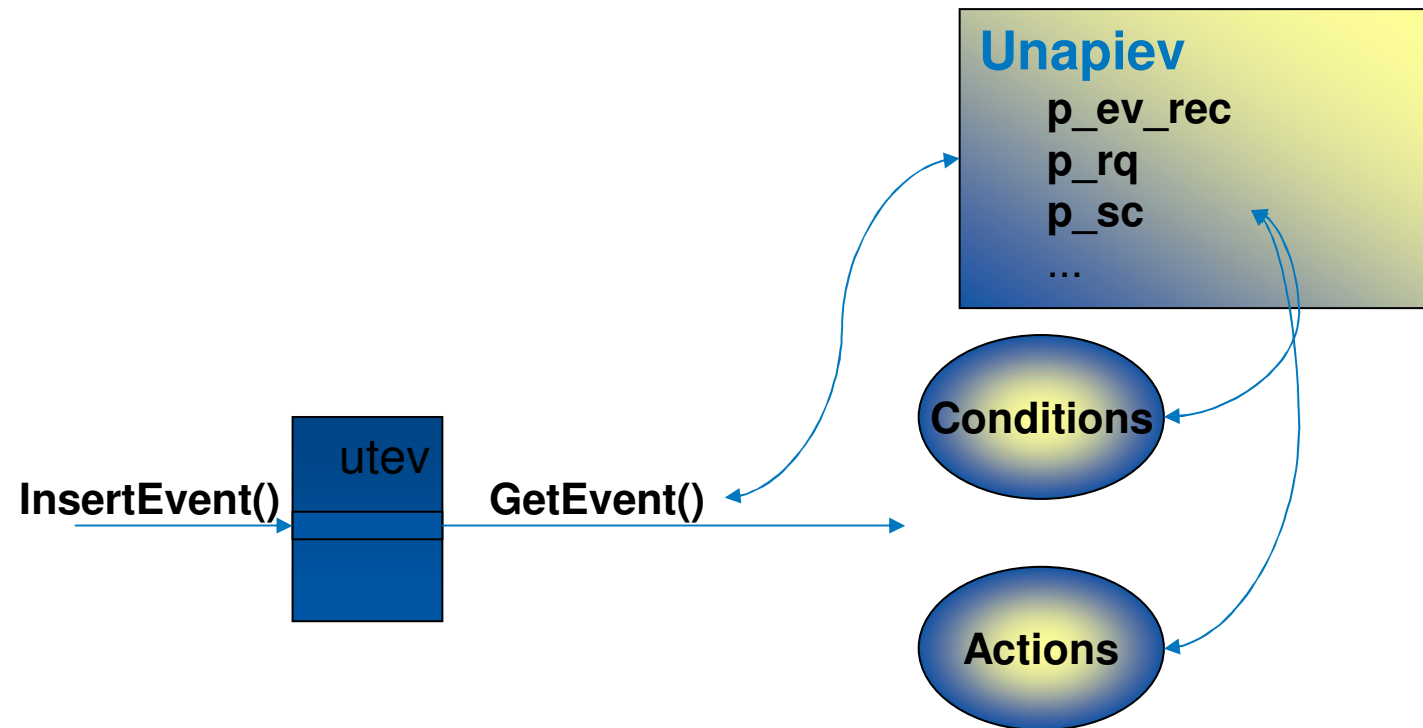 Unapiev
p_ev_rec
p_rq
p_sc
...
Conditions
utev
InsertEvent()
GetEvent()
Actions